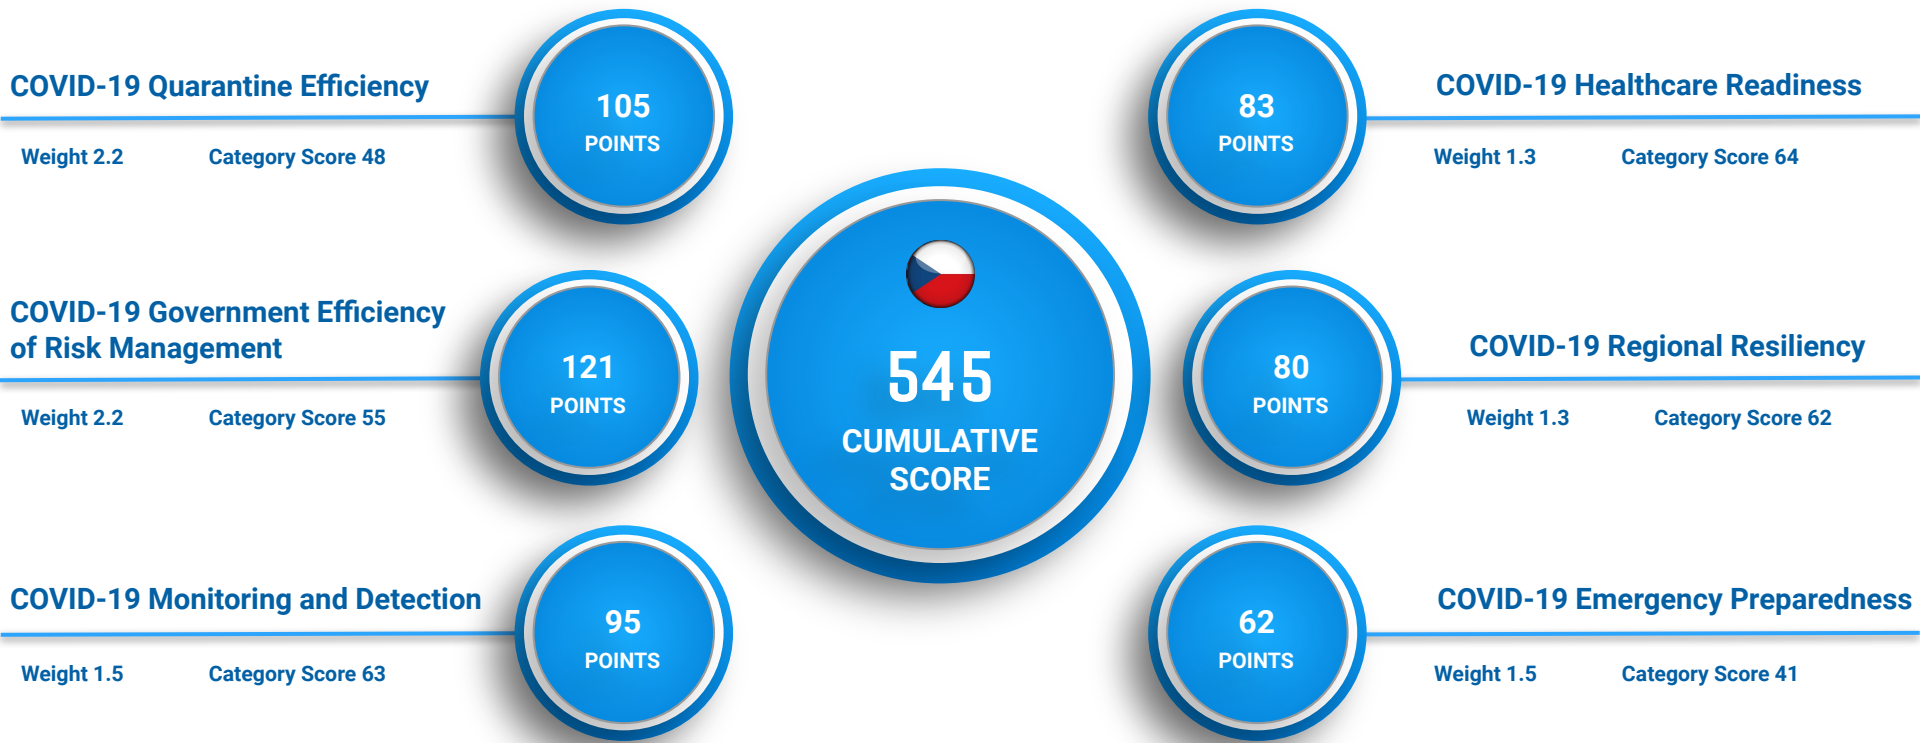 COVID-19 Quarantine Efficiency
Weight 2.2 Category Score 48
105
POINTS
COVID-19 Government Efficiency
of Risk Management
Weight 2.2 Category Score 55
121
POINTS
COVID-19 Monitoring and Detection
Weight 1.5 Category Score 63
95
POINTS
545
CUMULATIVE
SCORE
83
POINTS
COVID-19 Healthcare Readiness
Weight 1.3 Category Score 64
80
POINTS
COVID-19 Regional Resiliency
Weight 1.3 Category Score 62
62
POINTS
COVID-19 Emergency Preparedness
Weight 1.5 Category Score 41